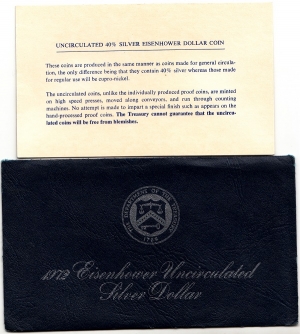 UNCIRCULATED 40% SILVER EISENHOWER DOLLAR COIN
These coins are produced in the same manner as coins made for general circula-
tion, the only difference being that they contain 40% silver whereas those made
for regular use will be cupro-nickel.
The uncirculated coins, unlike the individually produced proof coins, are minted
on high speed presses, moved along conveyors, and run through counting
machines. No attempt is made to impart a special finish such as appears on the
hand-processed proof coins. The Treasury cannot guarantee that the uncircu-
lated coins will be free from blemishes.
THE DEPARTMENT OF THE TREASURY
1789
1972 Eisenhower Uncirculated
Silver Dollar